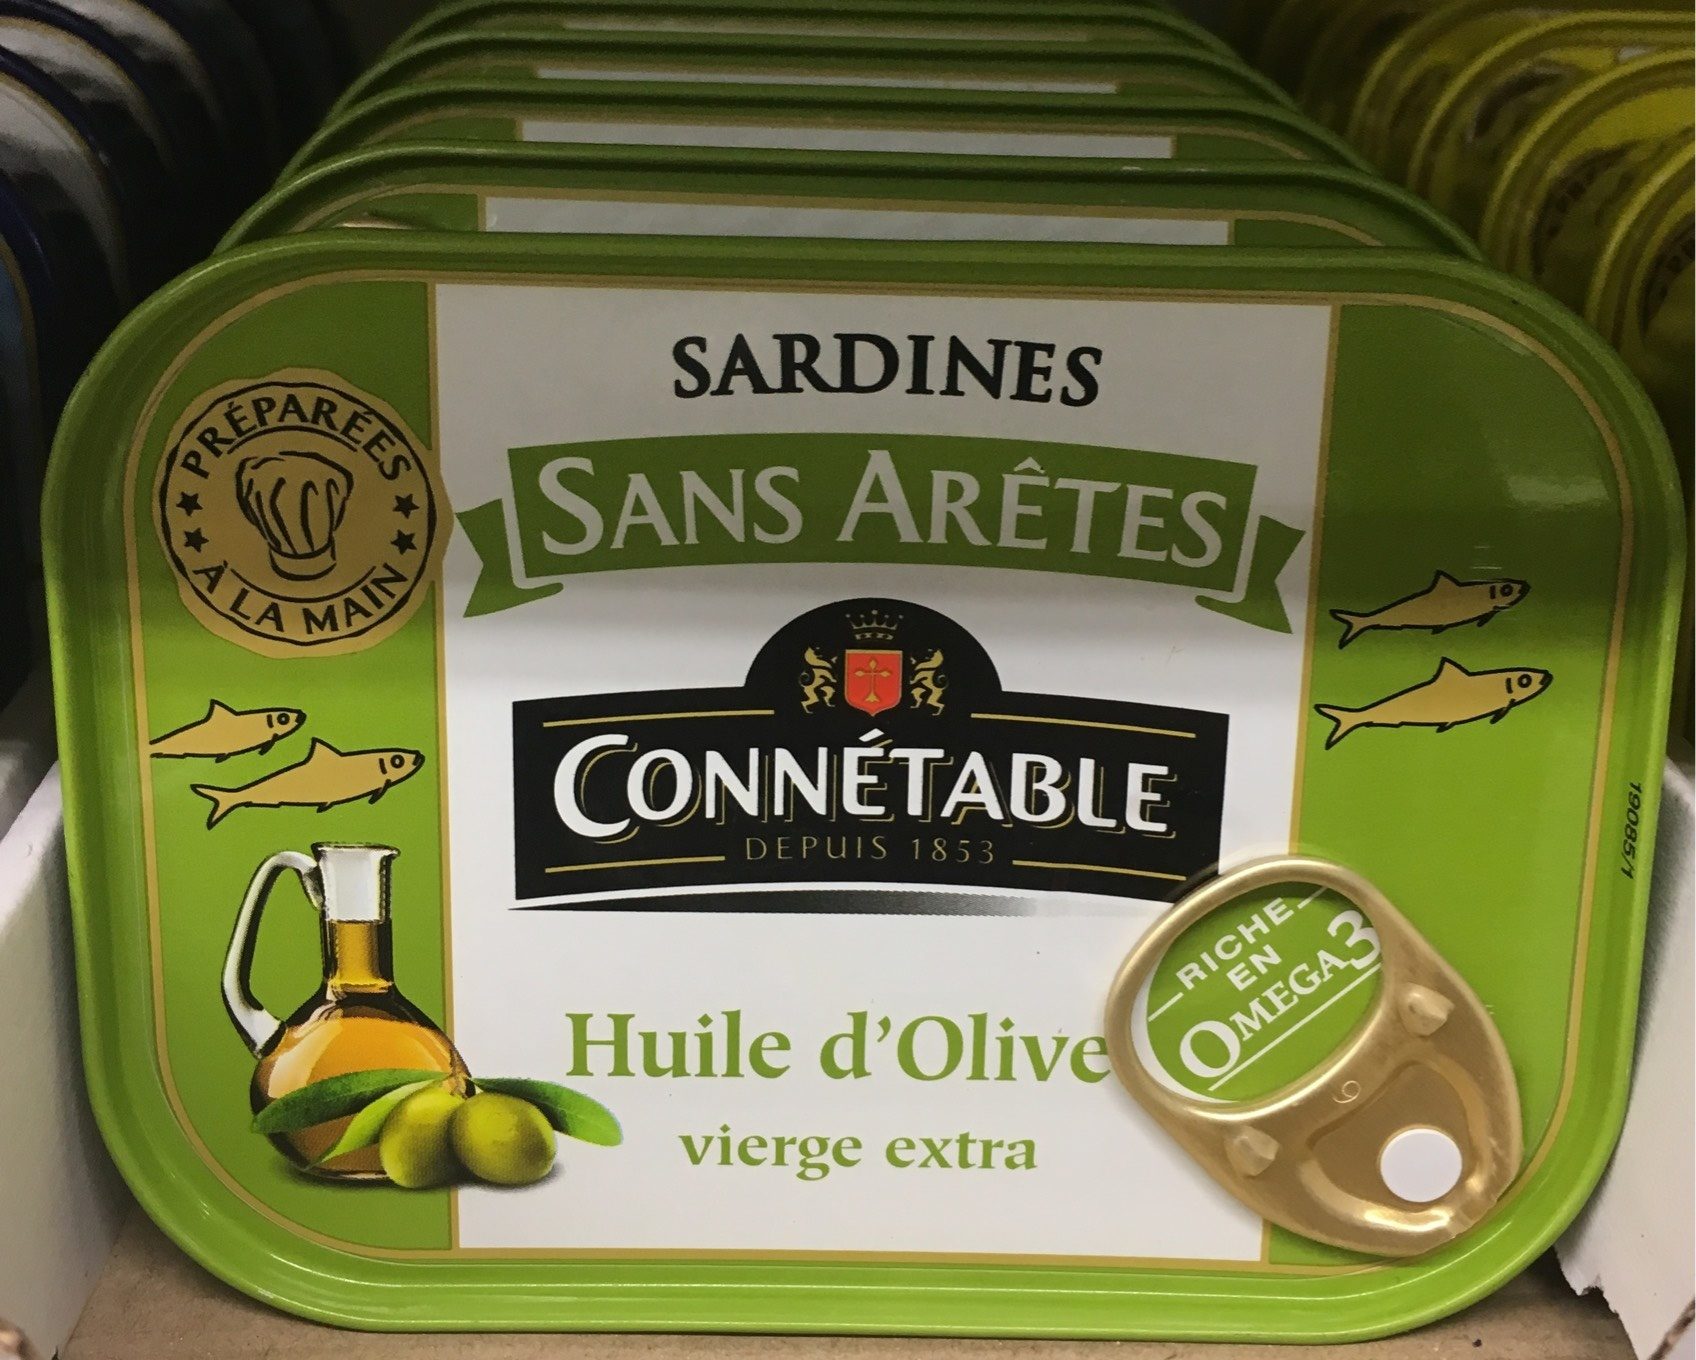 SARDINES
SANS ARÊTES
PRÉPARÉES
À LA MAIN
CONNÉTABLE
DEPUIS 1853
19085/1
RICHE
EN
OMEGA3
Huile d'Olive
vierge extra